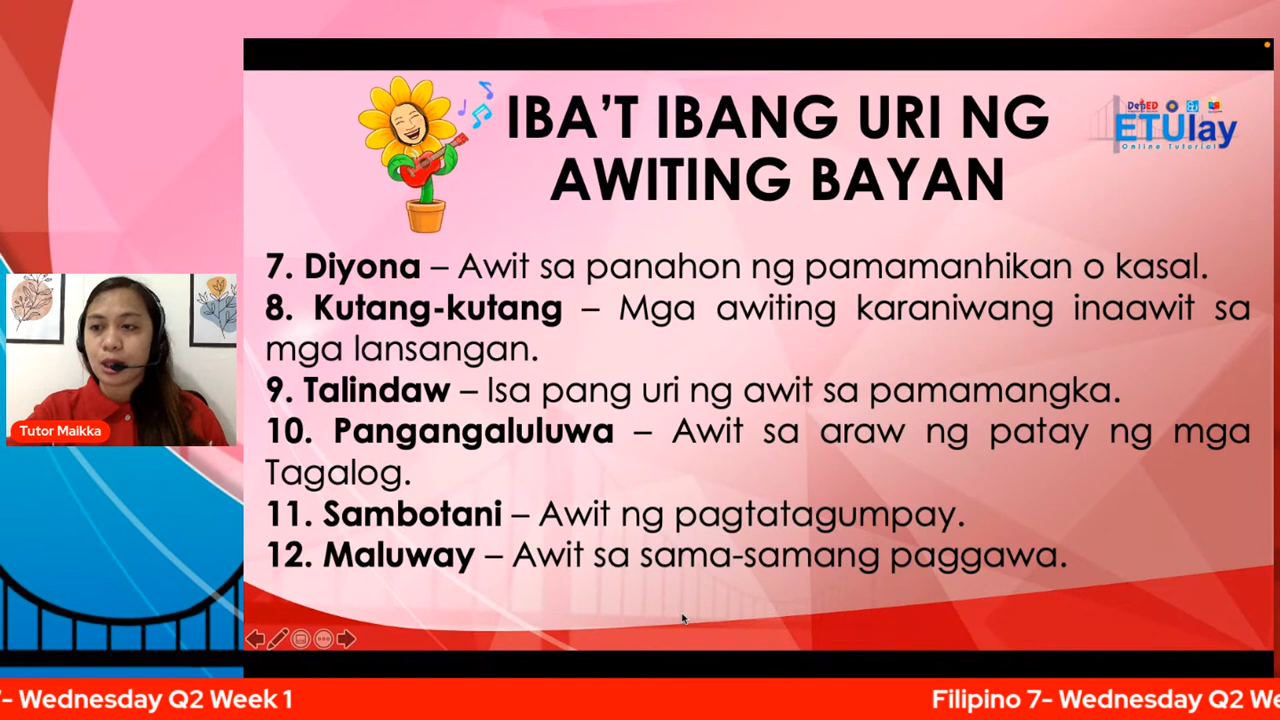 IBA'T IBANG URI NG
AWITING BAYAN
DepED
ETUlay
Online Tutorial
7. Diyona – Awit sa panahon ng pamamanhikan o kasal.
8. Kutang-kutang – Mga awiting karaniwang inaawit sa
mga lansangan.
9. Talindaw – Isa pang uri ng awit sa pamamangka.
10. Pangangaluluwa – Awit sa araw ng patay ng mga
Tagalog.
11. Sambotani – Awit ng pagtatagumpay.
12. Maluway – Awit sa sama-samang paggawa.
Tutor Maikka
7- Wednesday Q2 Week 1 Filipino 7- Wednesday Q2 We